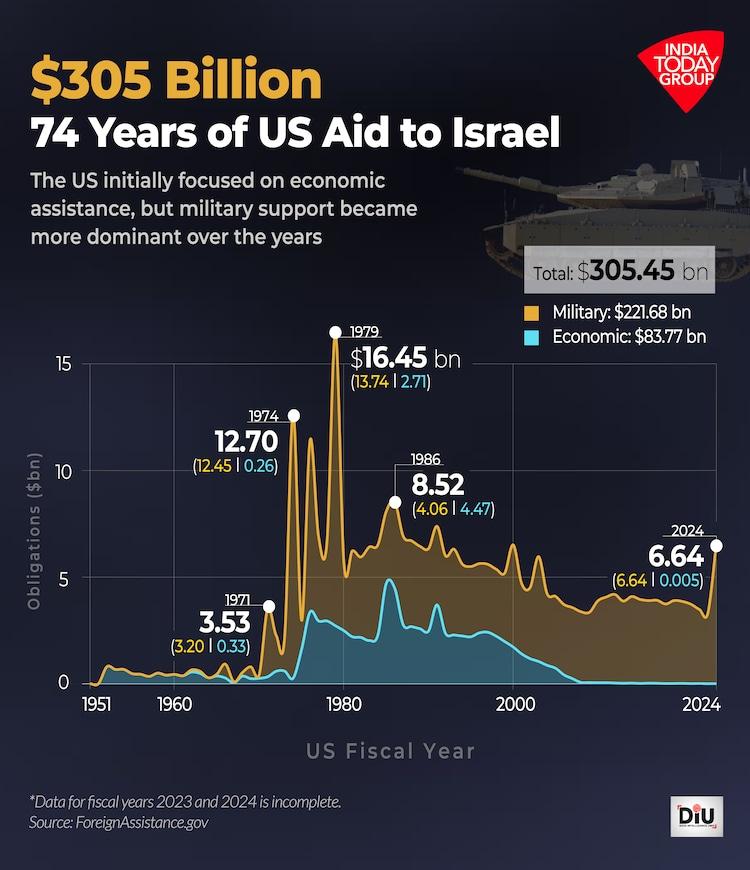 INDIA
TODAY
GROUP
$305 Billion
74 Years of US Aid to Israel
The US initially focused on economic
assistance, but military support became
more dominant over the years
Total: $305.45 bn
Military: $221.68 bn
Economic: $83.77 bn
1979
$16.45 bn
(13.74 | 2.71)
1974
12.70
(12.45 | 0.26)
1986
8.52
(4.06 | 4.47)
2024
6.64
(6.64 | 0.005)
1971
3.53
(3.20 | 0.33)
Obligations ($bn)
15
10
5
0
1951 1960 1980 2000 2024
US Fiscal Year
*Data for fiscal years 2023 and 2024 is incomplete.
Source: ForeignAssistance.gov
DiU